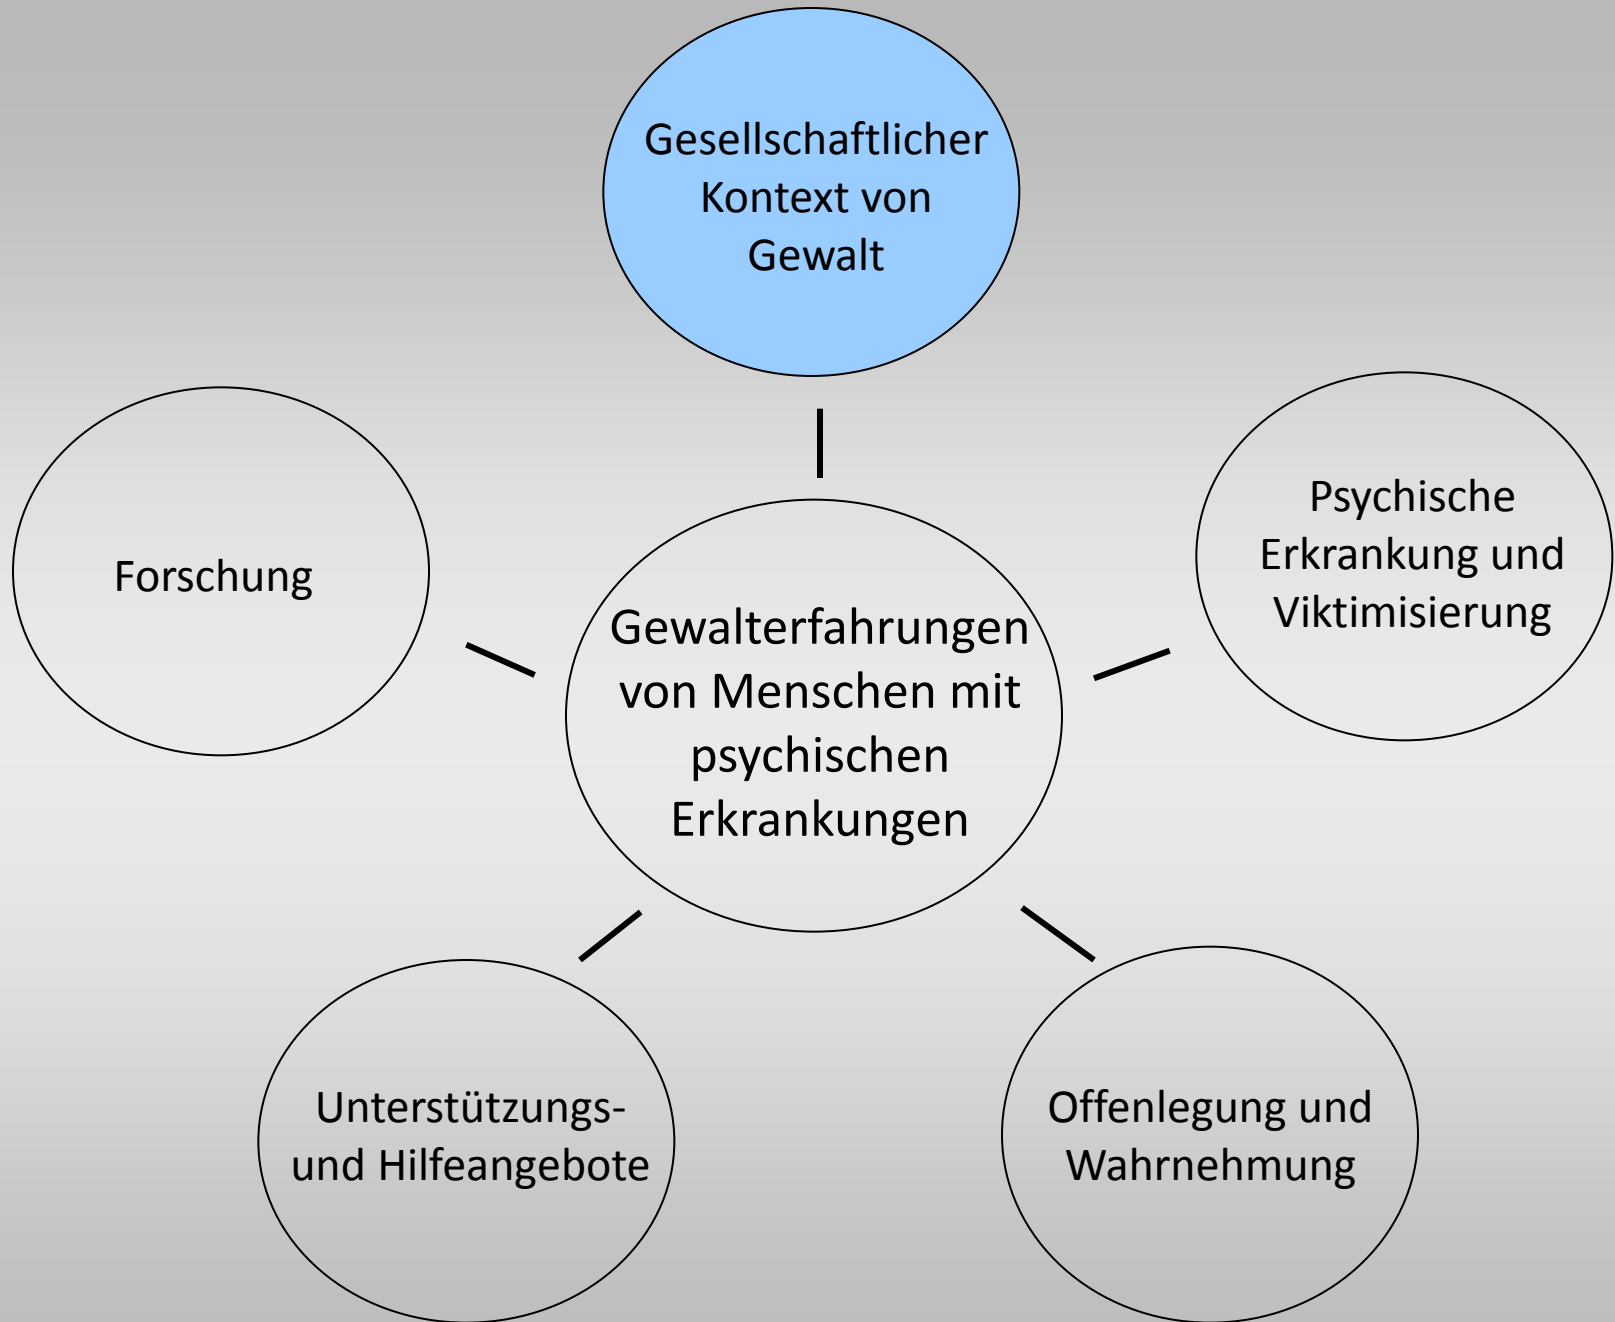 Gesellschaftlicher
Kontext von
Gewalt
Psychische
Erkrankung und
Viktimisierung
Forschung
Gewalterfahrungen
von Menschen mit
psychischen
Erkrankungen
Unterstützungs-
und Hilfeangebote
Offenlegung und
Wahrnehmung